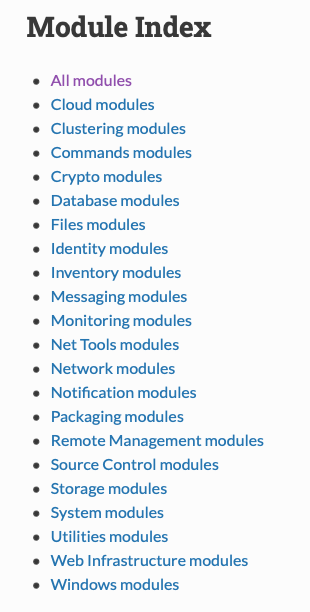 Module Index
All modules
Cloud modules
Clustering modules
Commands modules
Crypto modules
Database modules
Files modules
Identity modules
Inventory modules
Messaging modules
Monitoring modules
Net Tools modules
Network modules
Notification modules
Packaging modules
Remote Management modules
Source Control modules
Storage modules
System modules
Utilities modules
Web Infrastructure modules
Windows modules